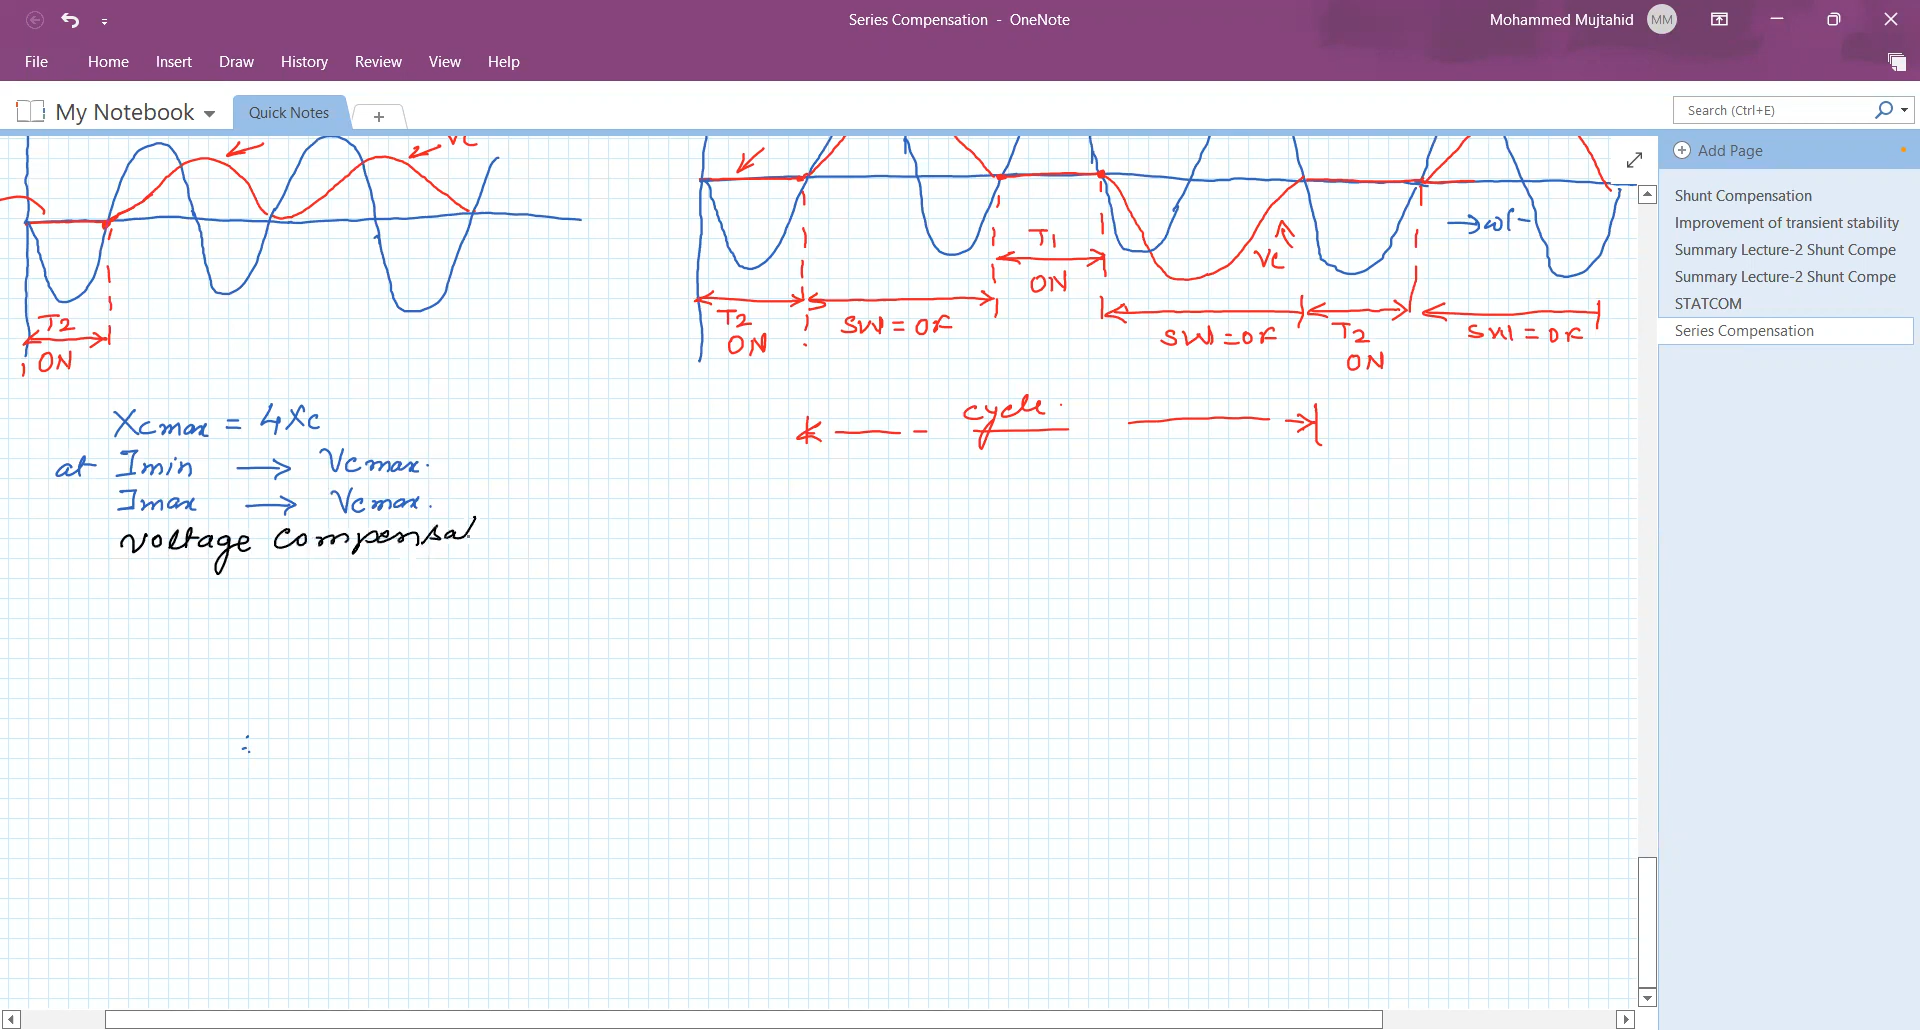 Series Compensation - OneNote
Mohammed Mujtahid MM
File Home Insert Draw History Review View Help
My Notebook
Quick Notes
+
Search (Ctrl+E)
Add Page
Shunt Compensation
Improvement of transient stability
Summary Lecture-2 Shunt Compe
Summary Lecture-2 Shunt Compe
STATCOM
Series Compensation
Vc
T2
ON
T2
ON
SW = OF
T1
ON
Vc
SW = OF
T2
ON
SW = OF
cycle
Xcmax = 4Xc
at Imin → Vcmax.
Imax → Vcmax.
voltage compensa